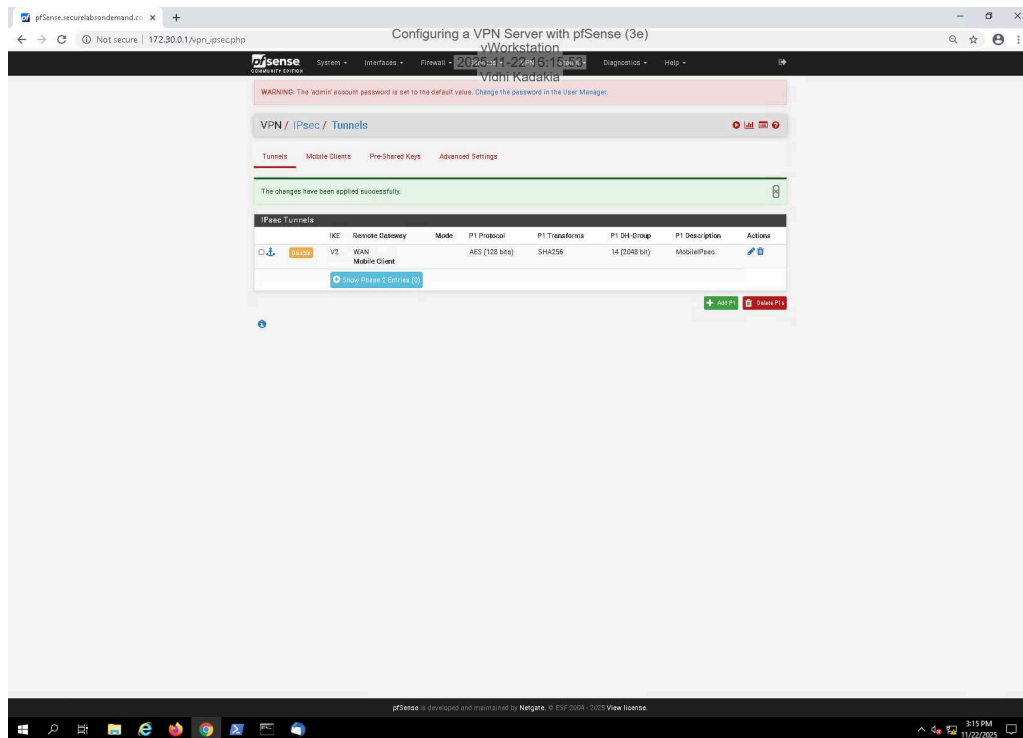 pfSense.securelabsondemand.co
Not secure | 172.30.0.1/vpn_ipsec.php
Configuring a VPN Server with pfSense (3e)
vWorkstation
Vidhi Kadakia
pfsense
COMMUNITY EDITION
System
Interfaces
Firewall
Diagnostics
Help
WARNING: The 'admin' account password is set to the default value. Change the password in the User Manager.
VPN / IPsec / Tunnels
Tunnels Mobile Clients Pre-Shared Keys Advanced Settings
The changes have been applied successfully.
IPsec Tunnels
IKE Remote Gateway Mode P1 Protocol P1 Transforms P1 DH-Group P1 Description Actions
Disable V2 WAN AES (128 bits) SHA256 14 (2048 bit) MobileIPsec
Mobile Client
Show Phase 2 Entries (0)
Add P1 Delete P1s
pfSense is developed and maintained by Netgate. © ESF 2004 - 2025 View license.
3:15 PM
11/22/2025